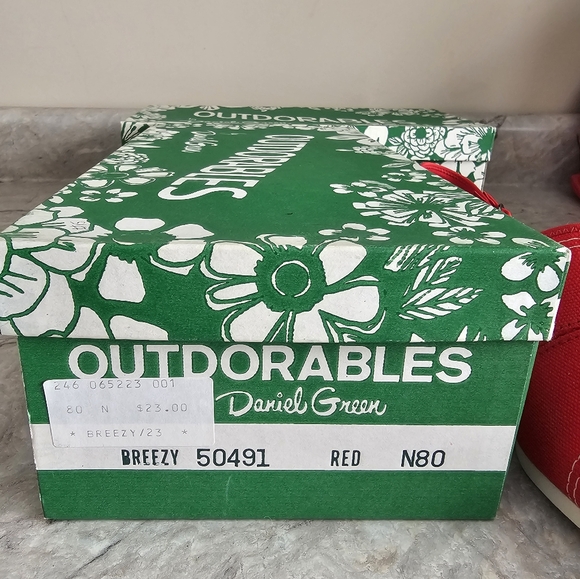 OUTDORABLES
OUTDORABLES
OUTDORABLES
Daniel Green
246 065223 001
80 N $23.00
* BREEZY/23 *
BREEZY 50491 RED N80